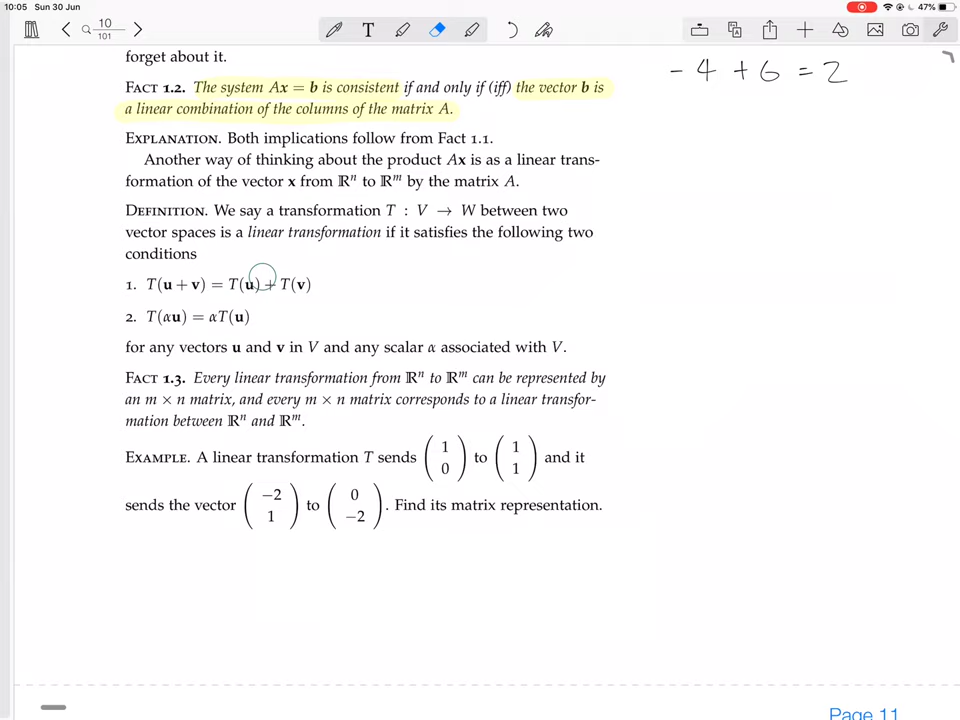 10:05 Sun 30 Jun
47%
10
101
T
forget about it.
- 4 + 6 = 2
FACT 1.2. The system Ax = b is consistent if and only if (iff) the vector b is
a linear combination of the columns of the matrix A.
EXPLANATION. Both implications follow from Fact 1.1.
Another way of thinking about the product Ax is as a linear trans-
formation of the vector x from ℝⁿ to ℝᵐ by the matrix A.
DEFINITION. We say a transformation T : V → W between two
vector spaces is a linear transformation if it satisfies the following two
conditions
1. T(u + v) = T(u) + T(v)
2. T(αu) = αT(u)
for any vectors u and v in V and any scalar α associated with V.
FACT 1.3. Every linear transformation from ℝⁿ to ℝᵐ can be represented by
an m × n matrix, and every m × n matrix corresponds to a linear transfor-
mation between ℝⁿ and ℝᵐ.
EXAMPLE. A linear transformation T sends ( 1 0 ) to ( 1 1 ) and it
sends the vector ( −2 1 ) to ( 0 −2 ). Find its matrix representation.
Page 11